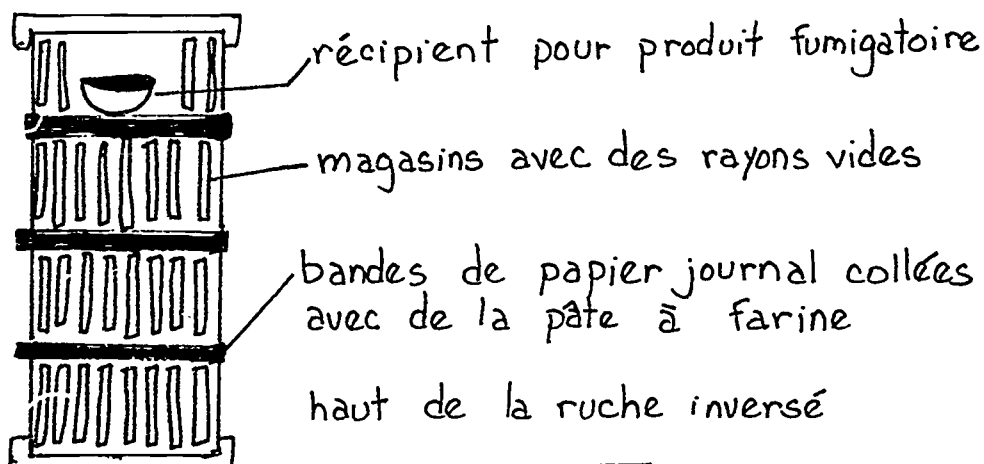 récipient pour produit fumigatoire
magasins avec des rayons vides
bandes de papier journal collées
avec de la pâte à farine
haut de la ruche inversé